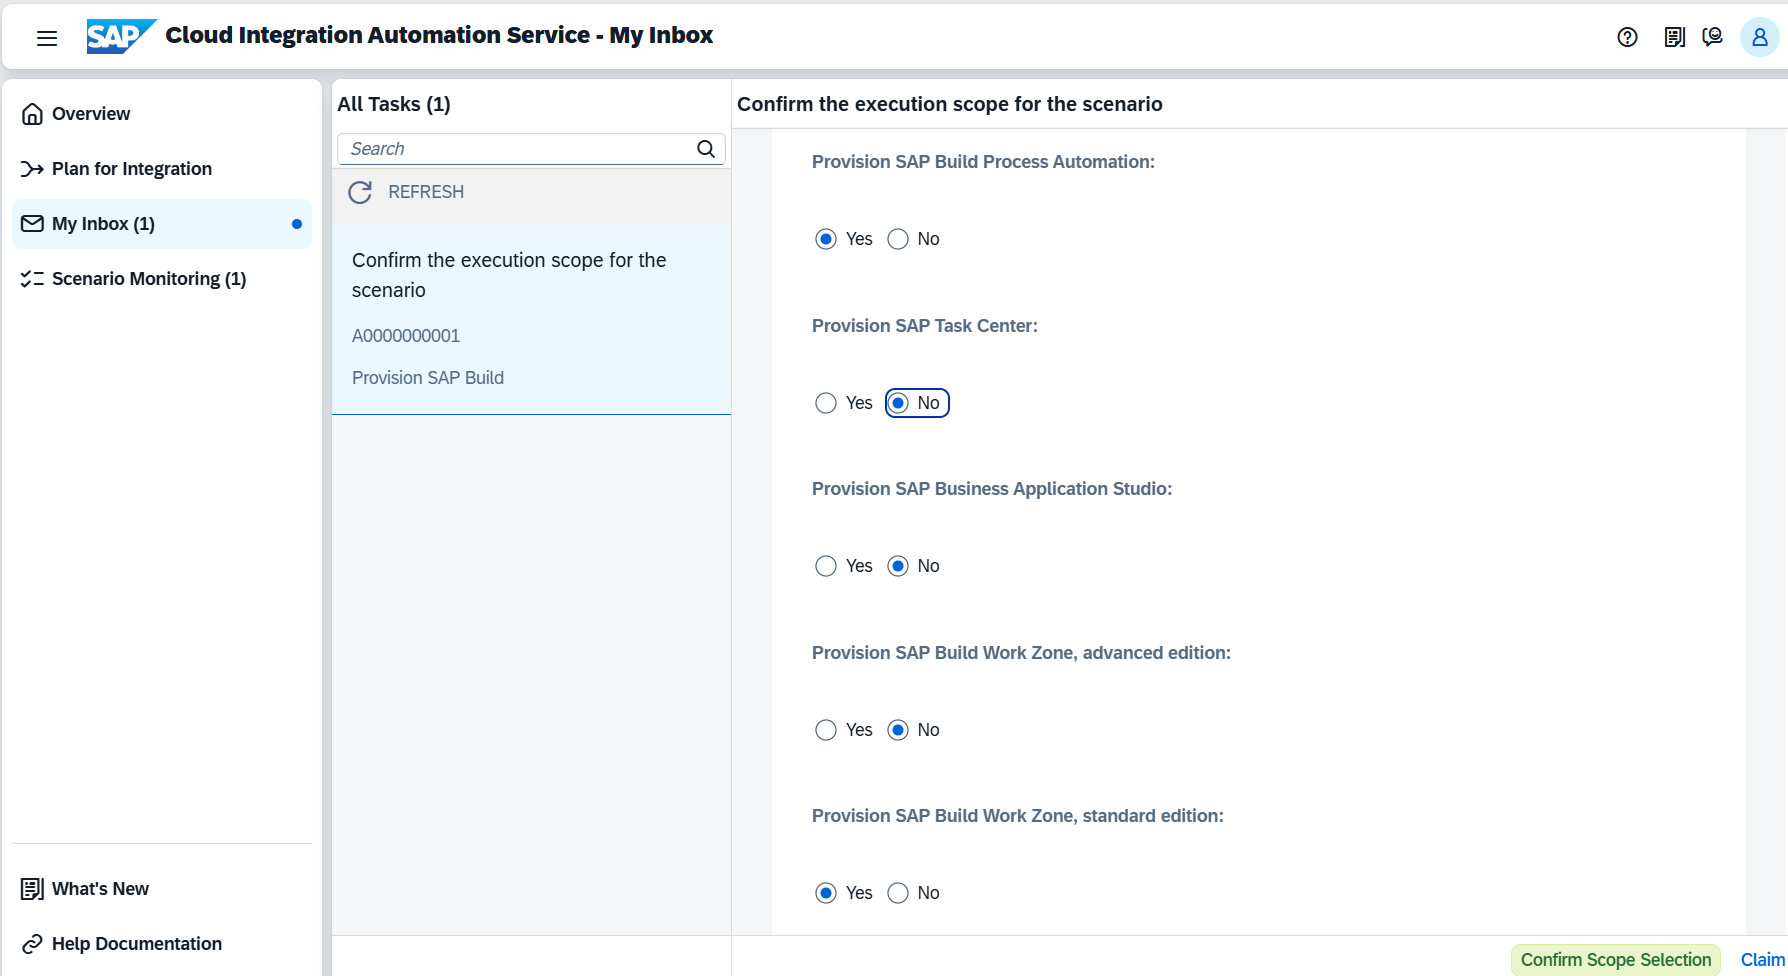 SAP Cloud Integration Automation Service - My Inbox
Overview
Plan for Integration
My Inbox (1)
Scenario Monitoring (1)
What's New
Help Documentation
All Tasks (1)
Search
REFRESH
Confirm the execution scope for the
scenario
A0000000001
Provision SAP Build
Confirm the execution scope for the scenario
Provision SAP Build Process Automation:
Yes No
Provision SAP Task Center:
Yes No
Provision SAP Business Application Studio:
Yes No
Provision SAP Build Work Zone, advanced edition:
Yes No
Provision SAP Build Work Zone, standard edition:
Yes No
Confirm Scope Selection Claim